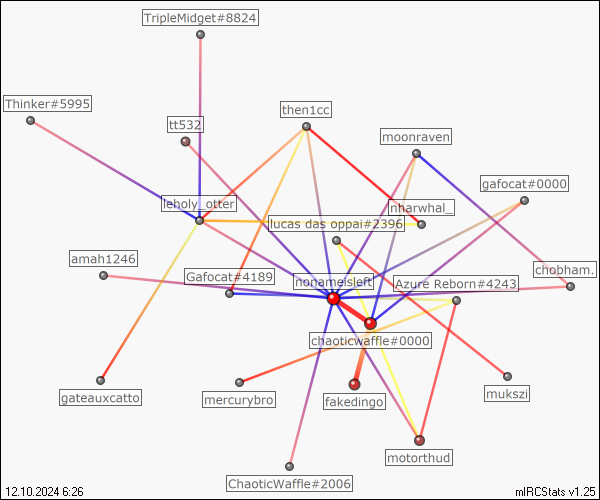 TripleMidget#8824
Thinker#5995
then1cc
tt532
moonraven
gafocat#0000
leholy_otter
nharwhal_
lucas das oppai#2396
amah1246
chobham.
Gafocat#4189
nonameisleft
Azure Reborn#4243
chaoticwaffle#0000
gateauxcatto
mercurybro
fakedingo
mukszi
motorthud
ChaoticWaffle#2006
12.10.2024 6:26
mIRCStats v1.25